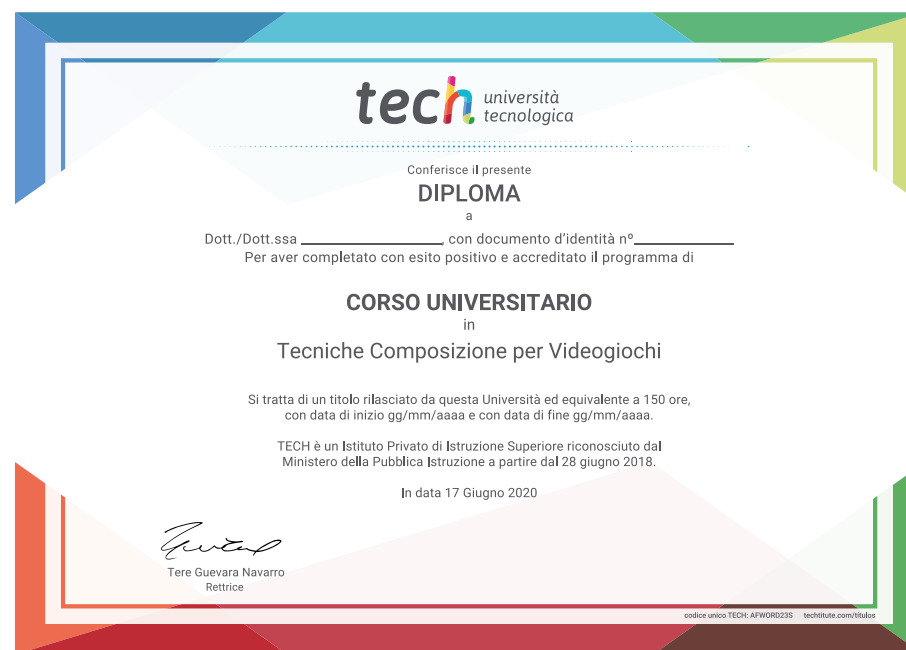 tech università
tecnologica
Conferisce il presente
DIPLOMA
a
Dott./Dott.ssa ____________________, con documento d'identità nº______________
Per aver completato con esito positivo e accreditato il programma di
CORSO UNIVERSITARIO
in
Tecniche Composizione per Videogiochi
Si tratta di un titolo rilasciato da questa Università ed equivalente a 150 ore,
con data di inizio gg/mm/aaaa e con data di fine gg/mm/aaaa.
TECH è un Istituto Privato di Istruzione Superiore riconosciuto dal
Ministero della Pubblica Istruzione a partire dal 28 giugno 2018.
In data 17 Giugno 2020
Tere Guevara Navarro
Rettrice
codice unico TECH: AFWORD23S techtitute.com/titulos